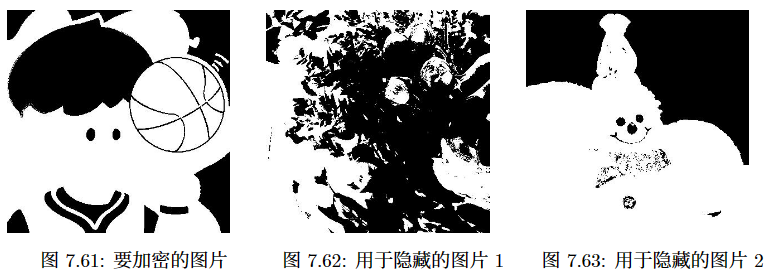 图 7.61: 要加密的图片
图 7.62: 用于隐藏的图片 1
图 7.63: 用于隐藏的图片 2